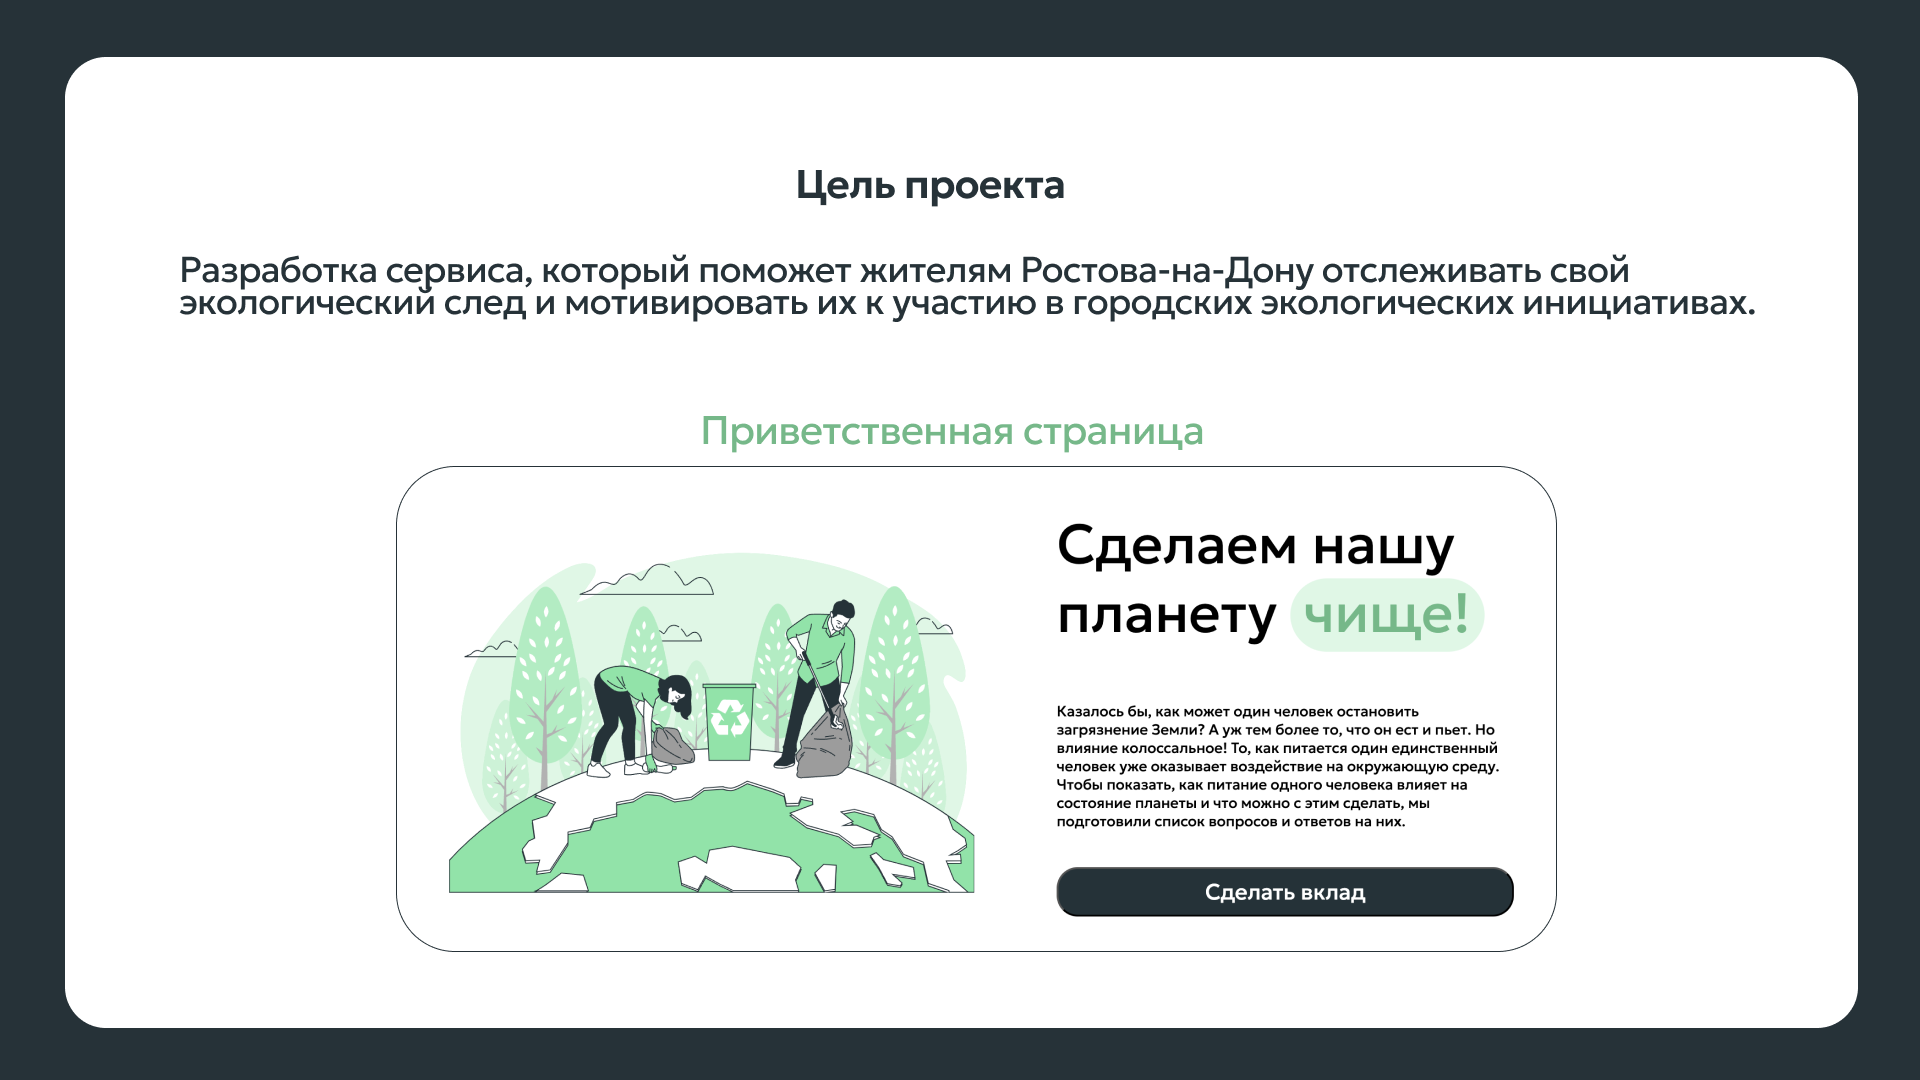 Цель проекта
Разработка сервиса, который поможет жителям Ростова-на-Дону отслеживать свой
экологический след и мотивировать их к участию в городских экологических инициативах.
Приветственная страница
Сделаем нашу
планету чище!
Казалось бы, как может один человек остановить
загрязнение Земли? А уж тем более то, что он ест и пьет. Но
влияние колоссальное! То, как питается один единственный
человек уже оказывает воздействие на окружающую среду.
Чтобы показать, как питание одного человека влияет на
состояние планеты и что можно с этим сделать, мы
подготовили список вопросов и ответов на них.
Сделать вклад